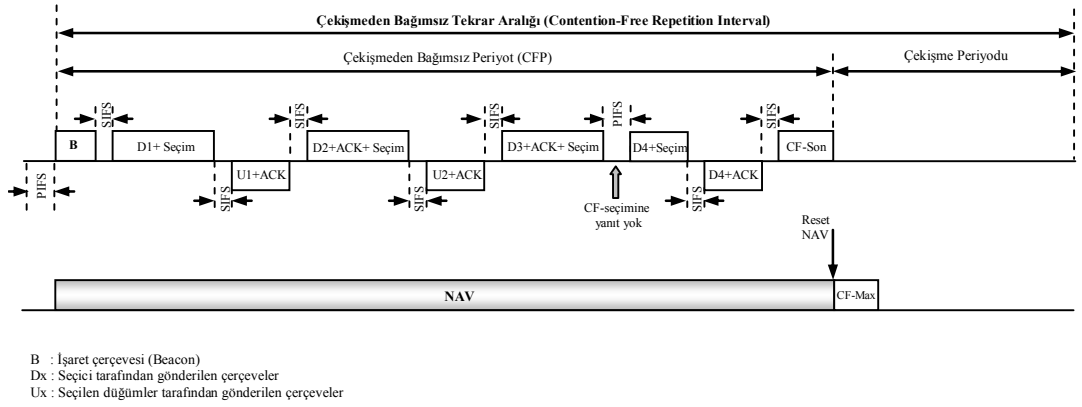 Çekişmeden Bağımsız Tekrar Aralığı (Contention-Free Repetition Interval)
Çekişmeden Bağımsız Periyot (CFP)
Çekişme Periyodu
SIFS
SIFS
SIFS
PIFS
SIFS
B
D1+ Seçim
D2+ACK+ Seçim
D3+ACK+ Seçim
D4+Seçim
CF-Son
U1+ACK
U2+ACK
D4+ACK
PIFS
SIFS
SIFS
SIFS
CF-seçimine
yanıt yok
Reset
NAV
NAV
CF-Max
B : İşaret çerçevesi (Beacon)
Dx : Seçici tarafından gönderilen çerçeveler
Ux : Seçilen düğümler tarafından gönderilen çerçeveler